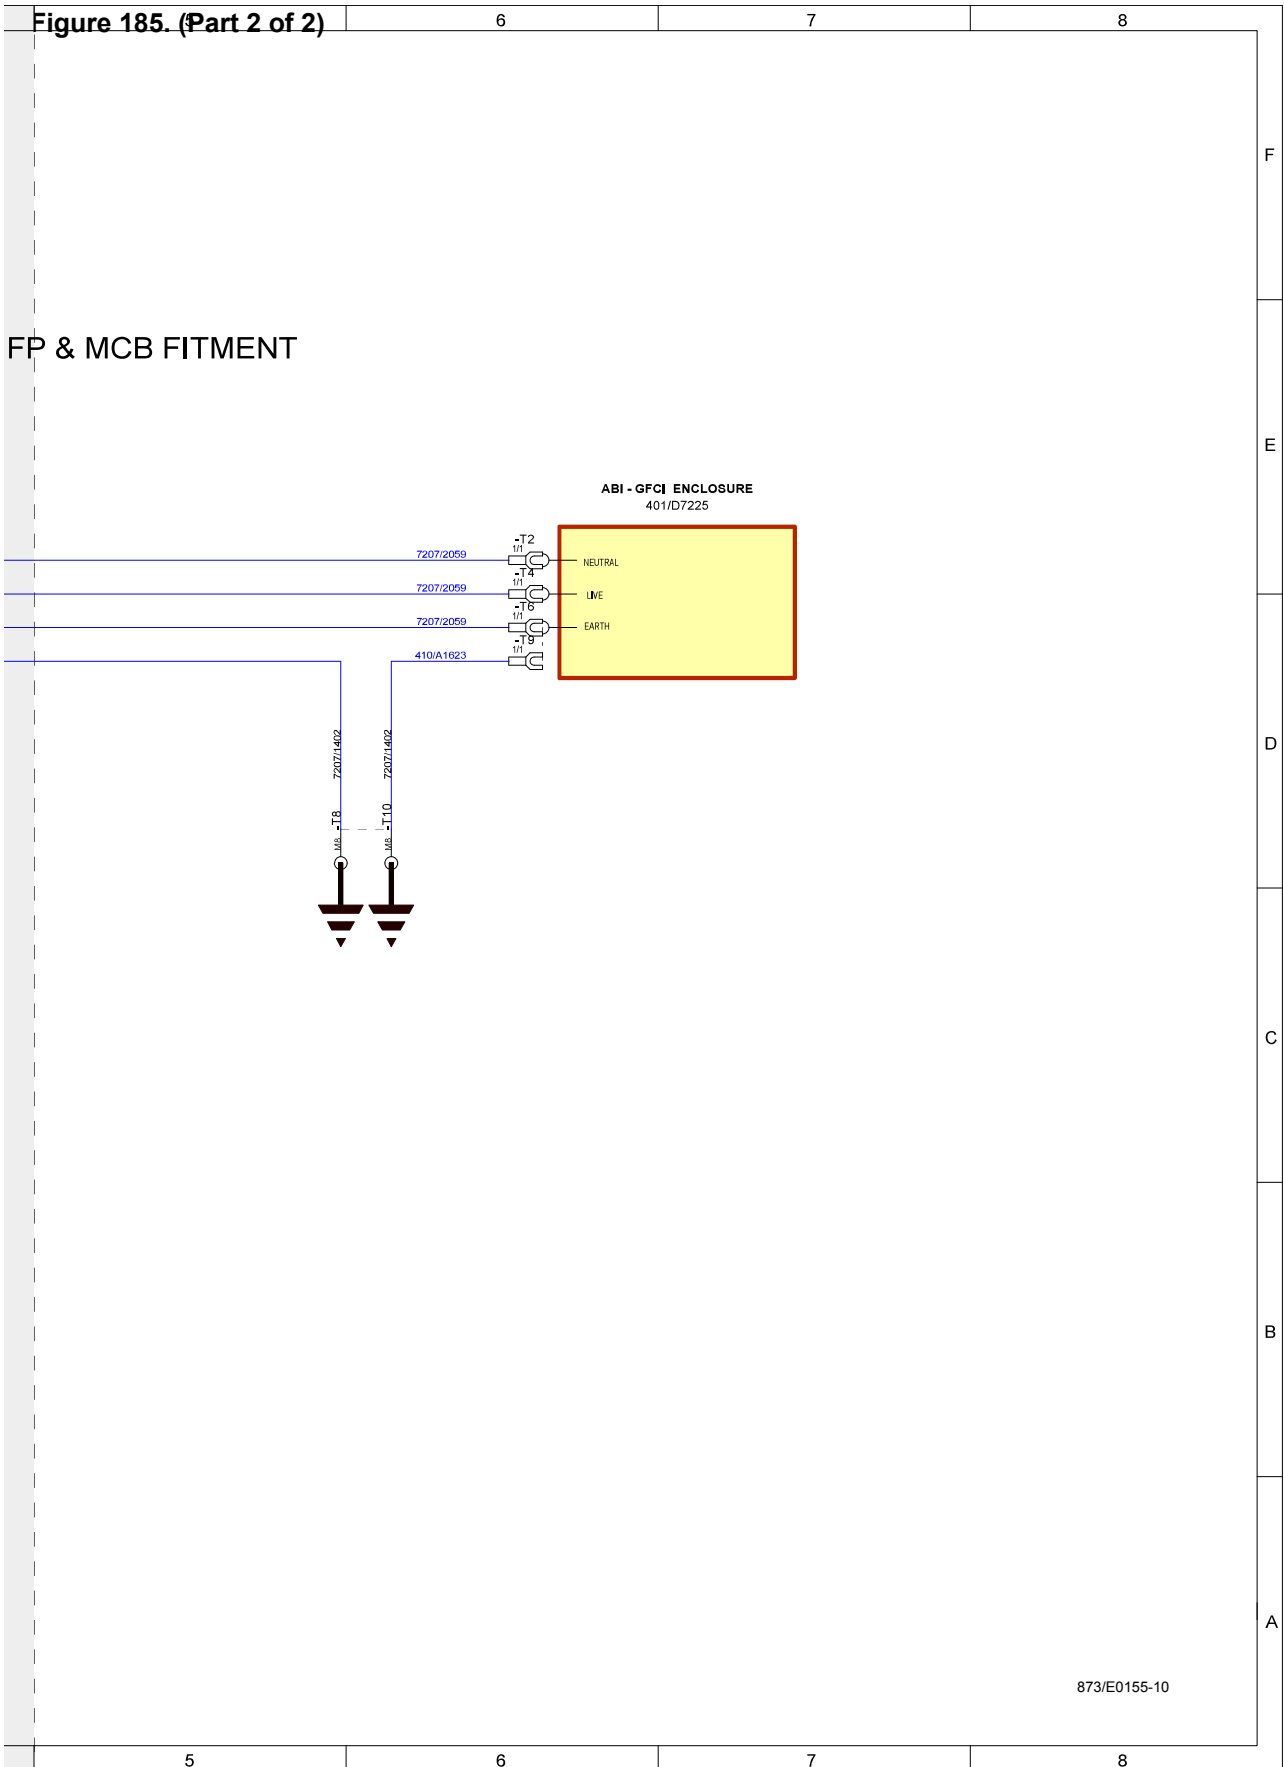 Figure 185. (Part 2 of 2)
5 6 7 8
F
FP & MCB FITMENT
E
ABI - GFCI ENCLOSURE
401/D7225
-T2
1/1
7207/2059
NEUTRAL
-T4
1/1
7207/2059
LIVE
-T6
1/1
7207/2059
EARTH
-T9
1/1
410/A1623
7207/1402
7207/1402
D
-T8
-T10
M8
M8
C
B
A
873/E0155-10
5 6 7 8